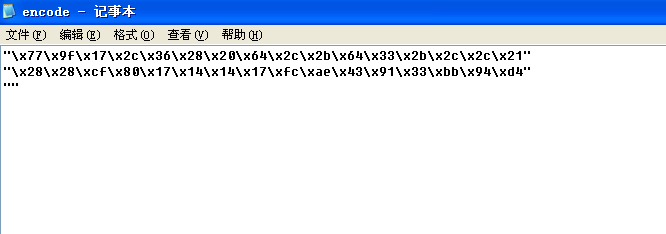 encode - 记事本
文件(F) 编辑(E) 格式(O) 查看(V) 帮助(H)
"\x77\x9f\x17\x2c\x36\x28\x20\x64\x2c\x2b\x64\x33\x2b\x2c\x2c\x21"
"\x28\x28\xcf\x80\x17\x14\x14\x17\xfc\xae\x43\x91\x33\xbb\x94\xd4"
""